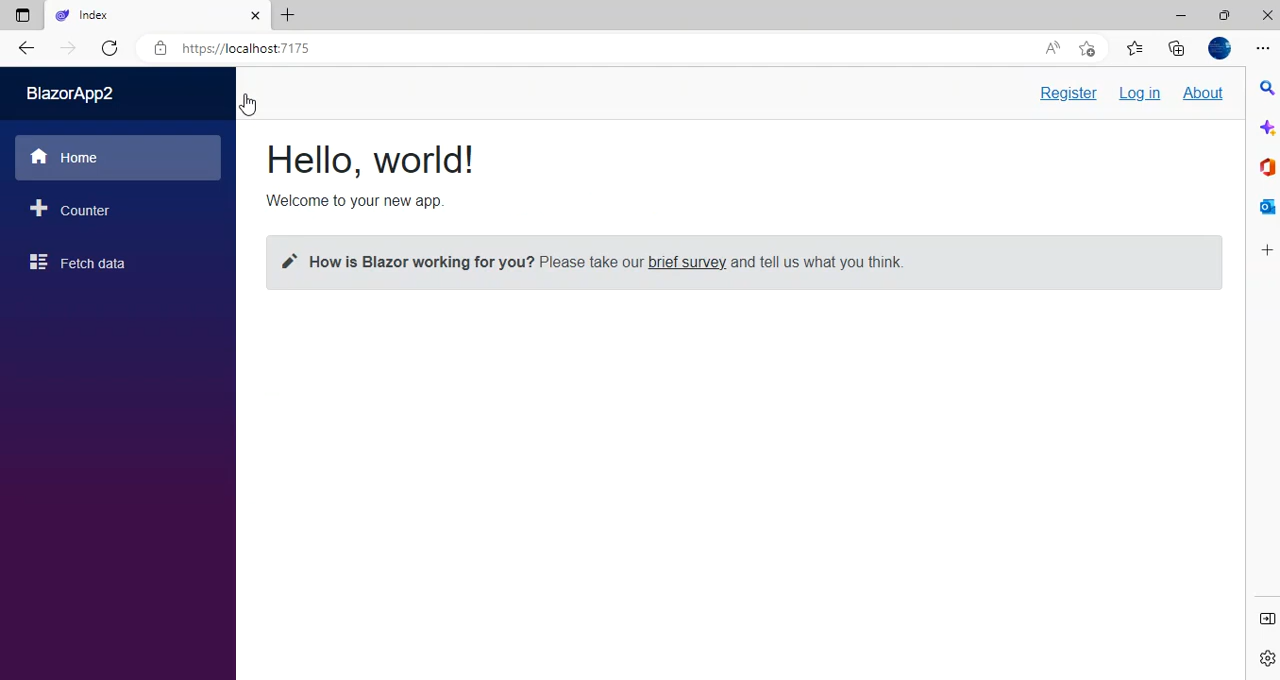 Index
https://localhost:7175
BlazorApp2
Register Log in About
Home
Counter
Fetch data
Hello, world!
Welcome to your new app.
How is Blazor working for you? Please take our brief survey and tell us what you think.